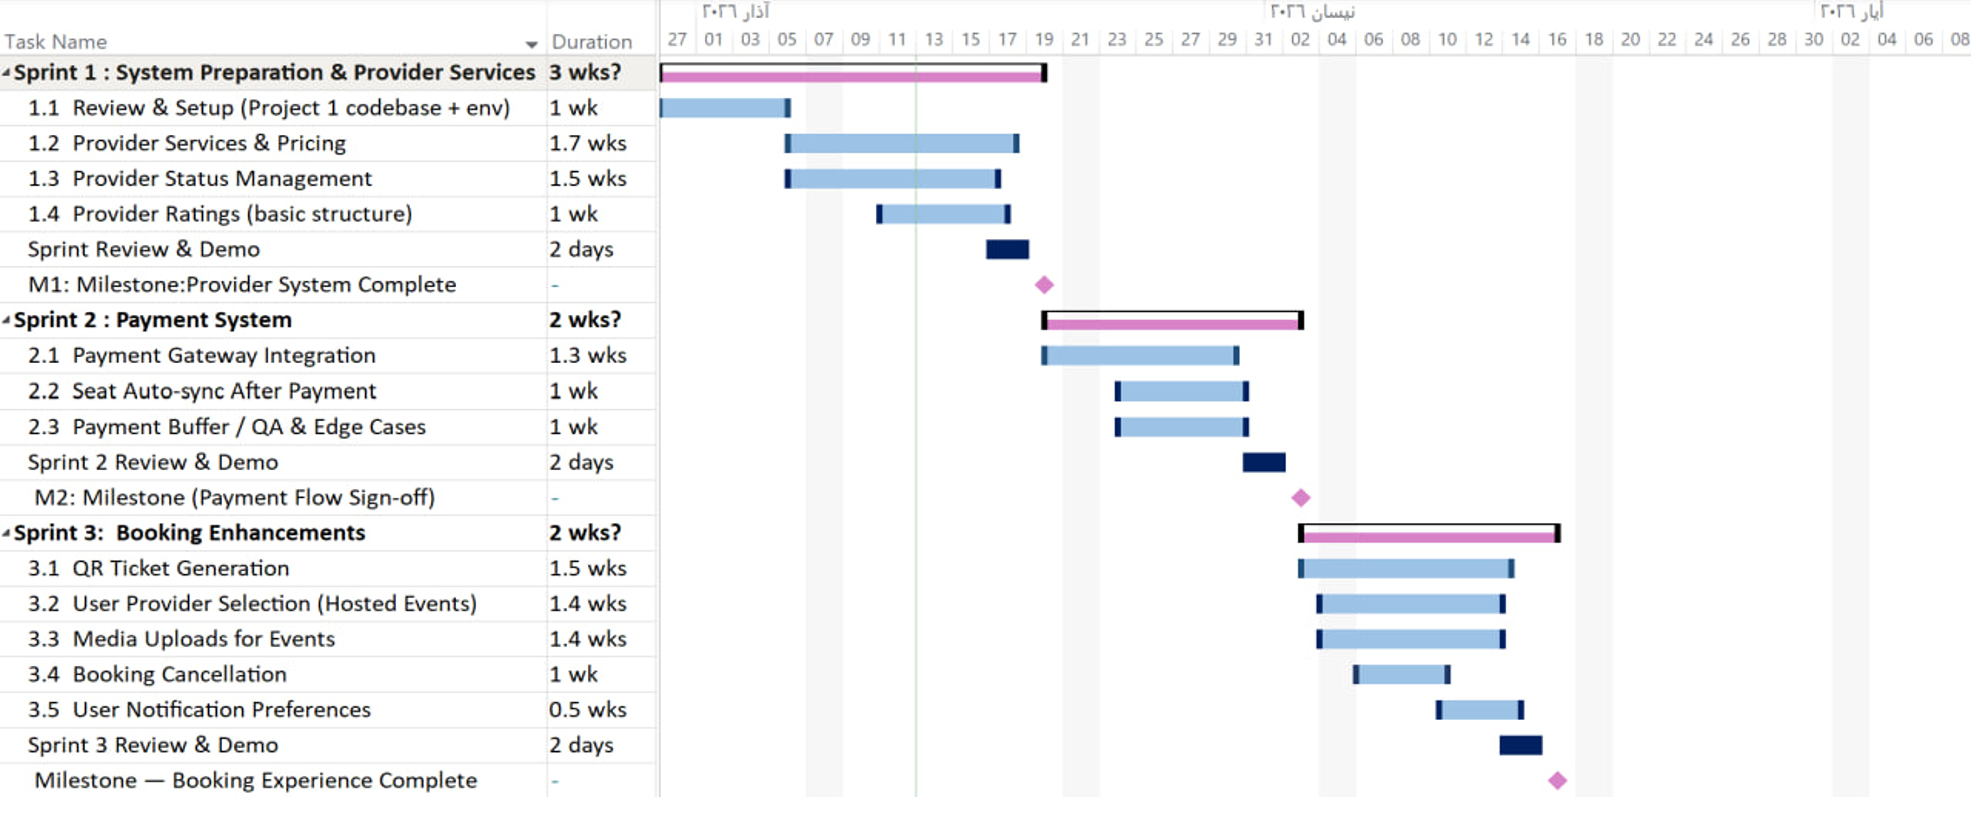 آذار ٢٠٢٦ نيسان ٢٠٢٦ أيار ٢٠٢٦
Task Name Duration 27 01 03 05 07 09 11 13 15 17 19 21 23 25 27 29 31 02 04 06 08 10 12 14 16 18 20 22 24 26 28 30 02 04 06 08
Sprint 1 : System Preparation & Provider Services 3 wks?
1.1 Review & Setup (Project 1 codebase + env) 1 wk
1.2 Provider Services & Pricing 1.7 wks
1.3 Provider Status Management 1.5 wks
1.4 Provider Ratings (basic structure) 1 wk
Sprint Review & Demo 2 days
M1: Milestone:Provider System Complete -
Sprint 2 : Payment System 2 wks?
2.1 Payment Gateway Integration 1.3 wks
2.2 Seat Auto-sync After Payment 1 wk
2.3 Payment Buffer / QA & Edge Cases 1 wk
Sprint 2 Review & Demo 2 days
M2: Milestone (Payment Flow Sign-off) -
Sprint 3: Booking Enhancements 2 wks?
3.1 QR Ticket Generation 1.5 wks
3.2 User Provider Selection (Hosted Events) 1.4 wks
3.3 Media Uploads for Events 1.4 wks
3.4 Booking Cancellation 1 wk
3.5 User Notification Preferences 0.5 wks
Sprint 3 Review & Demo 2 days
Milestone — Booking Experience Complete -